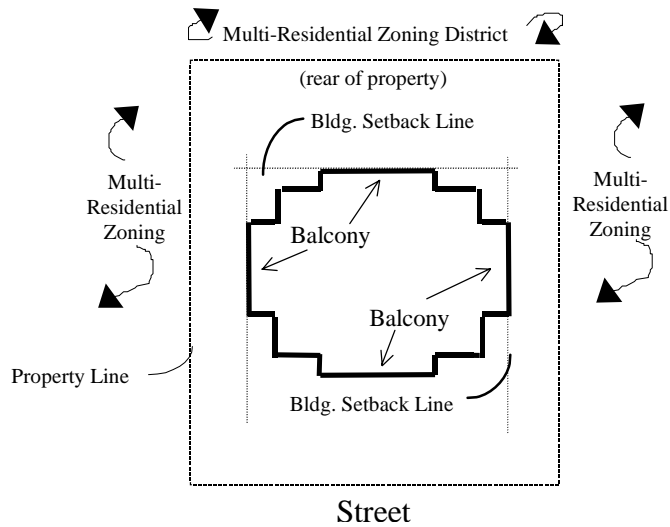 Multi-Residential Zoning District
(rear of property)
Bldg. Setback Line
Multi-
Residential
Zoning
Multi-
Residential
Zoning
Balcony
Balcony
Property Line
Bldg. Setback Line
Street